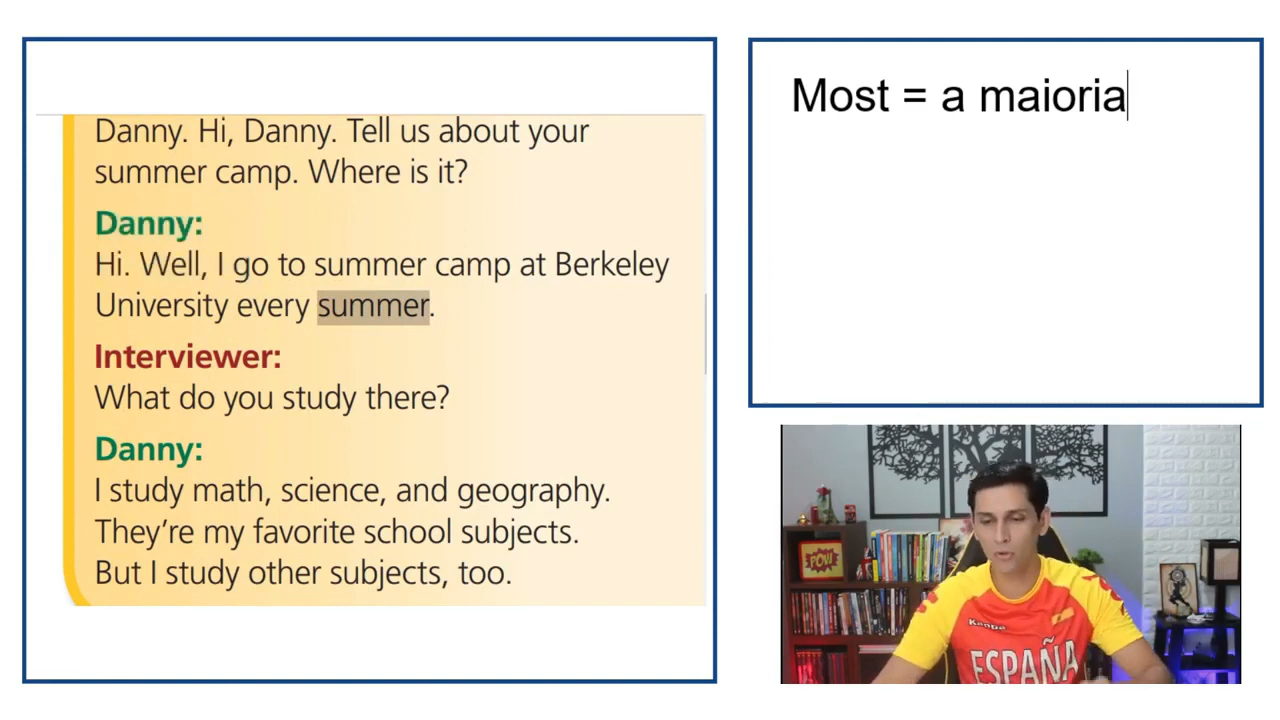 Danny. Hi, Danny. Tell us about your
summer camp. Where is it?
Danny:
Hi. Well, I go to summer camp at Berkeley
University every summer.
Interviewer:
What do you study there?
Danny:
I study math, science, and geography.
They're my favorite school subjects.
But I study other subjects, too.
Most = a maioria
POW
Kempa
ESPAÑA